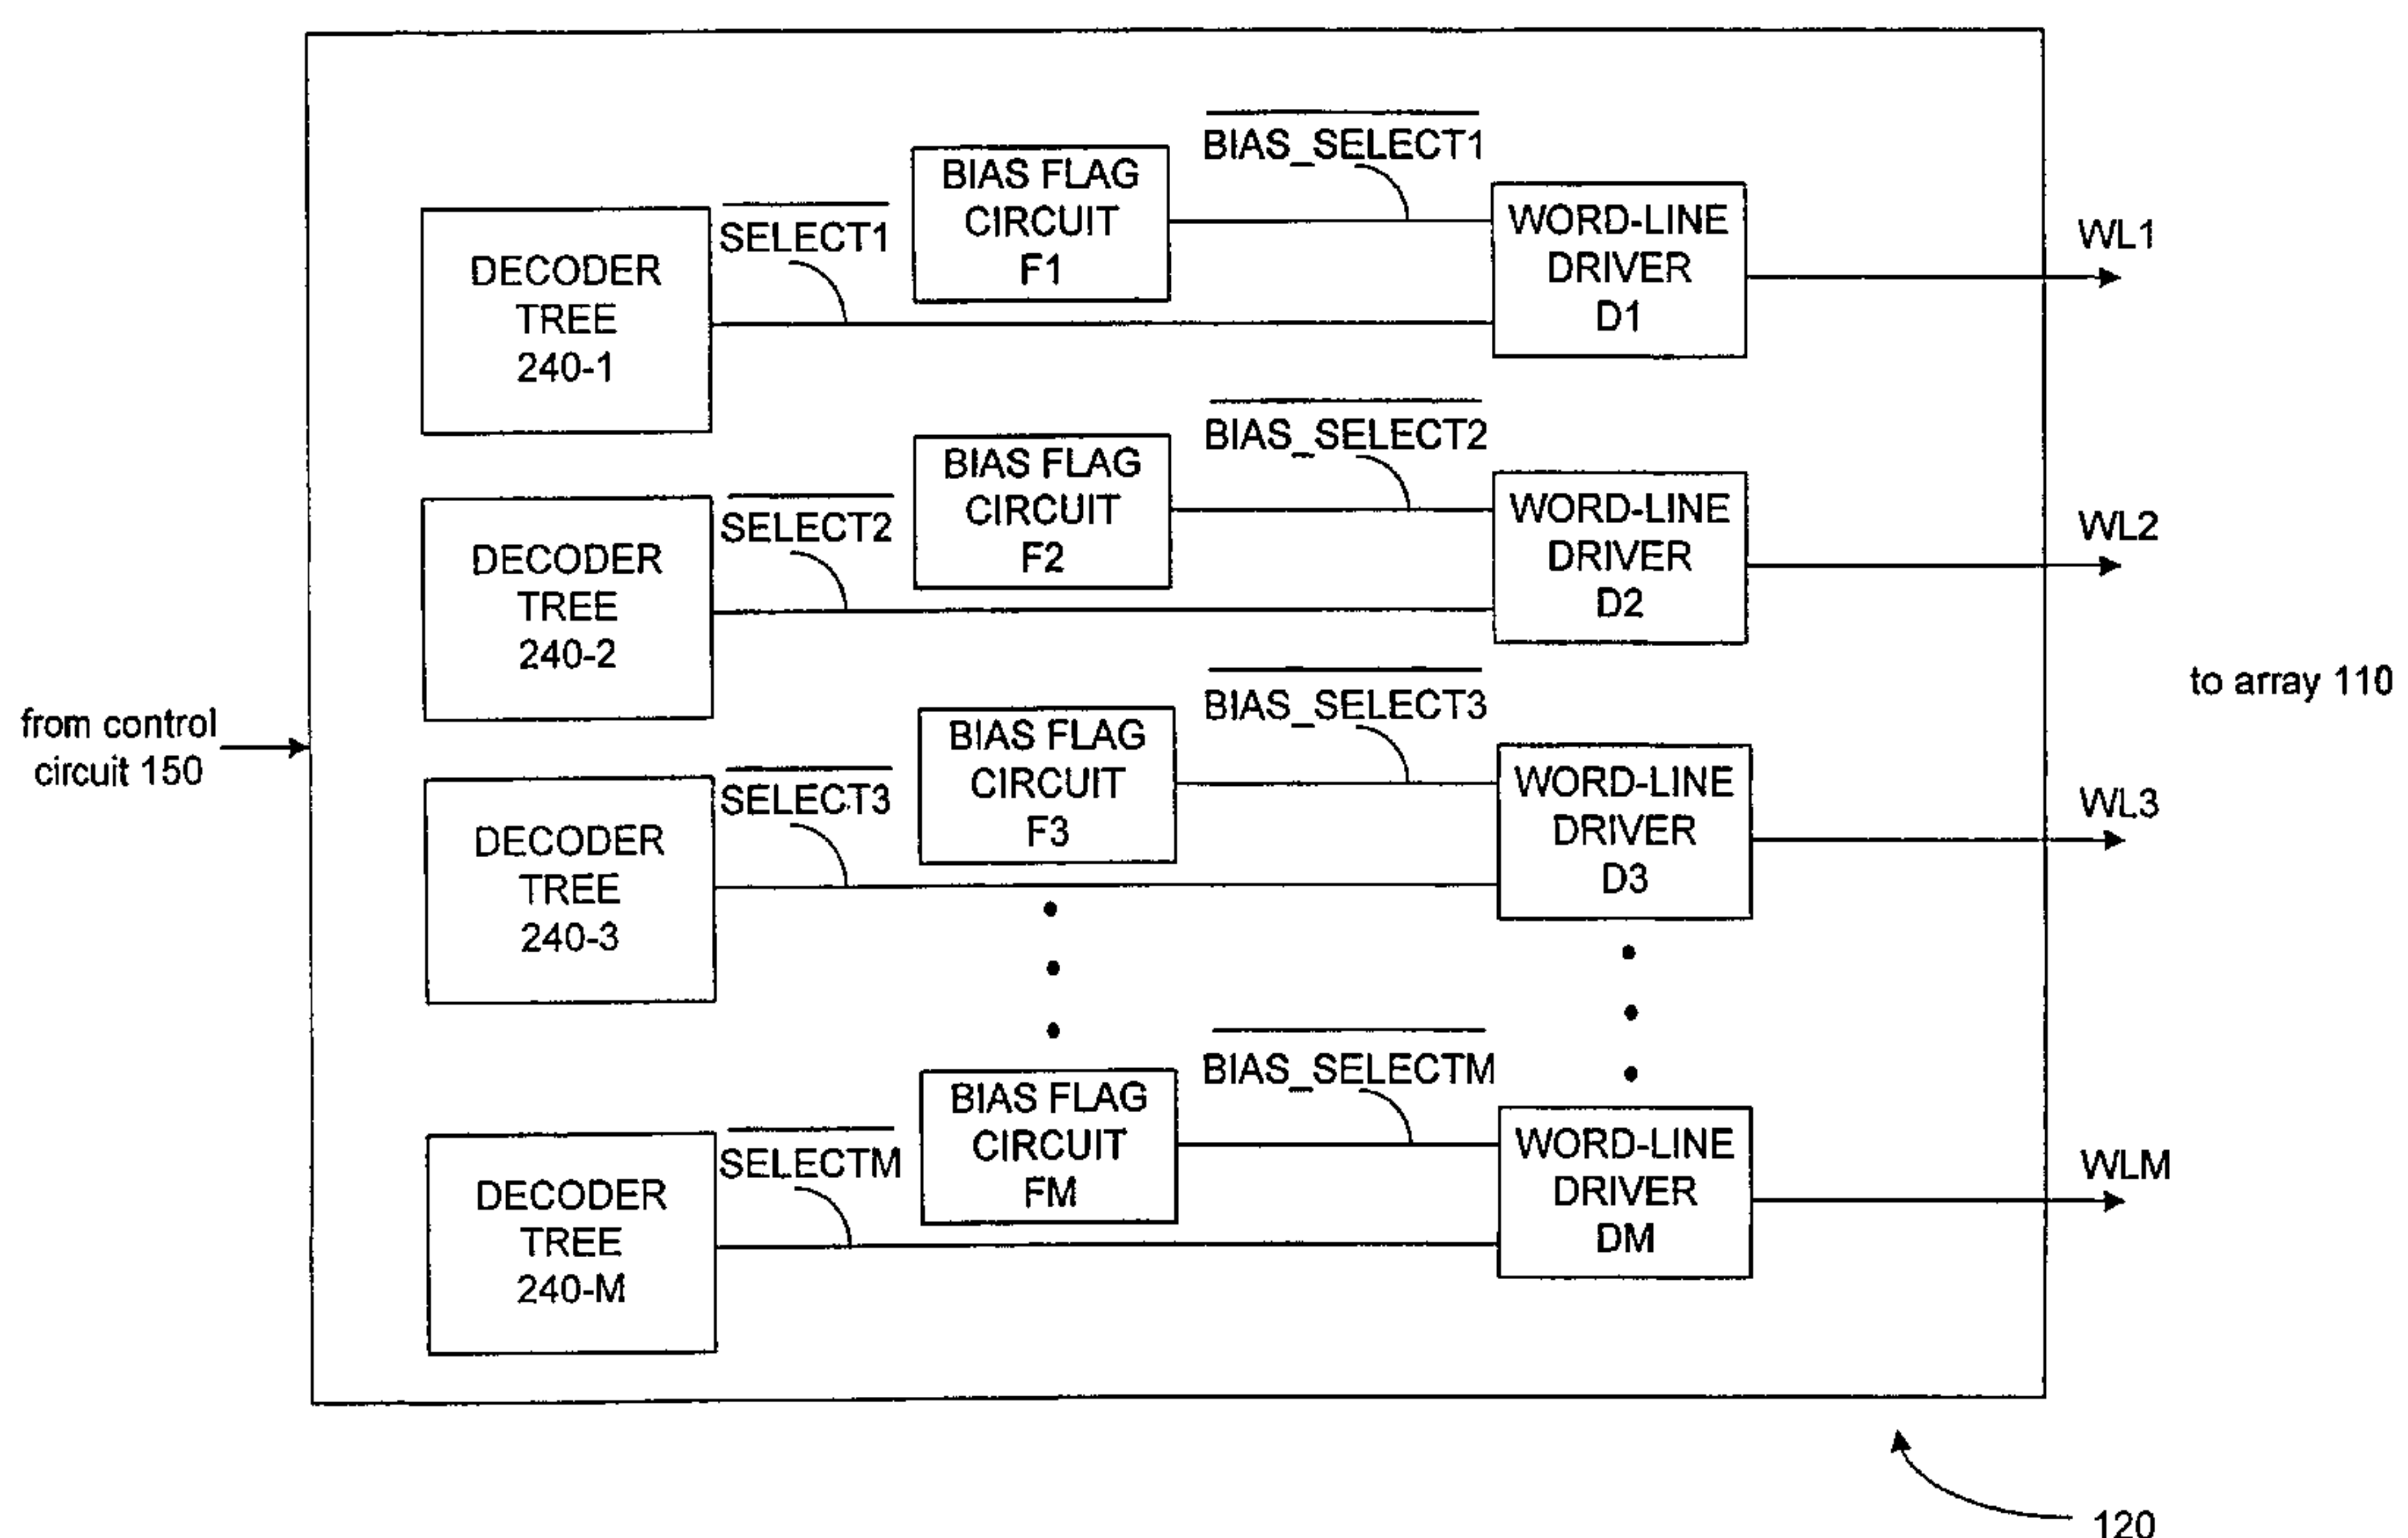 BIAS_SELECT1
BIAS FLAG
CIRCUIT
F1
SELECT1
WORD-LINE
DRIVER
D1
WL1
DECODER
TREE
240-1
BIAS_SELECT2
BIAS FLAG
CIRCUIT
F2
SELECT2
WORD-LINE
DRIVER
D2
WL2
DECODER
TREE
240-2
to array 110
from control
circuit 150
BIAS_SELECT3
BIAS FLAG
CIRCUIT
F3
SELECT3
WORD-LINE
DRIVER
D3
WL3
DECODER
TREE
240-3
BIAS_SELECTM
BIAS FLAG
CIRCUIT
FM
SELECTM
WORD-LINE
DRIVER
DM
WLM
DECODER
TREE
240-M
120